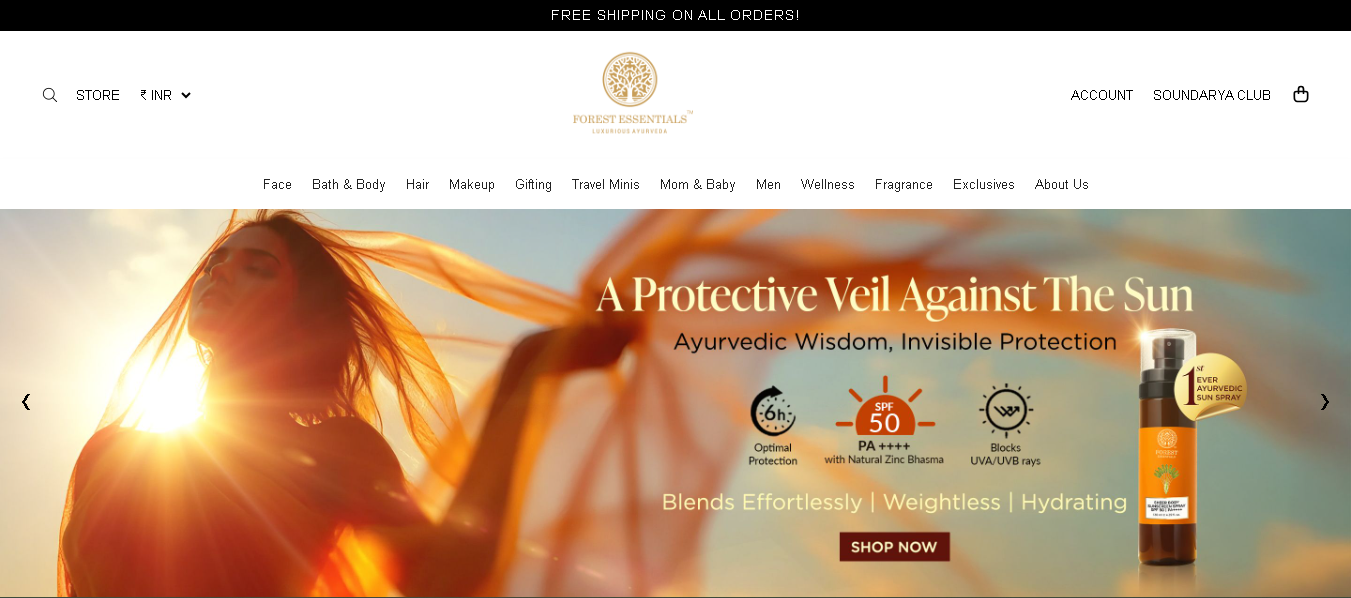 FREE SHIPPING ON ALL ORDERS!
STORE
₹ INR
FOREST ESSENTIALS™
LUXURIOUS AYURVEDA
ACCOUNT
SOUNDARYA CLUB
Face
Bath & Body
Hair
Makeup
Gifting
Travel Minis
Mom & Baby
Men
Wellness
Fragrance
Exclusives
About Us
A Protective Veil Against The Sun
Ayurvedic Wisdom, Invisible Protection
6h
Optimal
Protection
SPF
50
PA ++++
with Natural Zinc Bhasma
Blocks
UVA/UVB rays
1st
EVER
AYURVEDIC
SUN SPRAY
FOREST
ESSENTIALS
Blends Effortlessly | Weightless | Hydrating
SHOP NOW